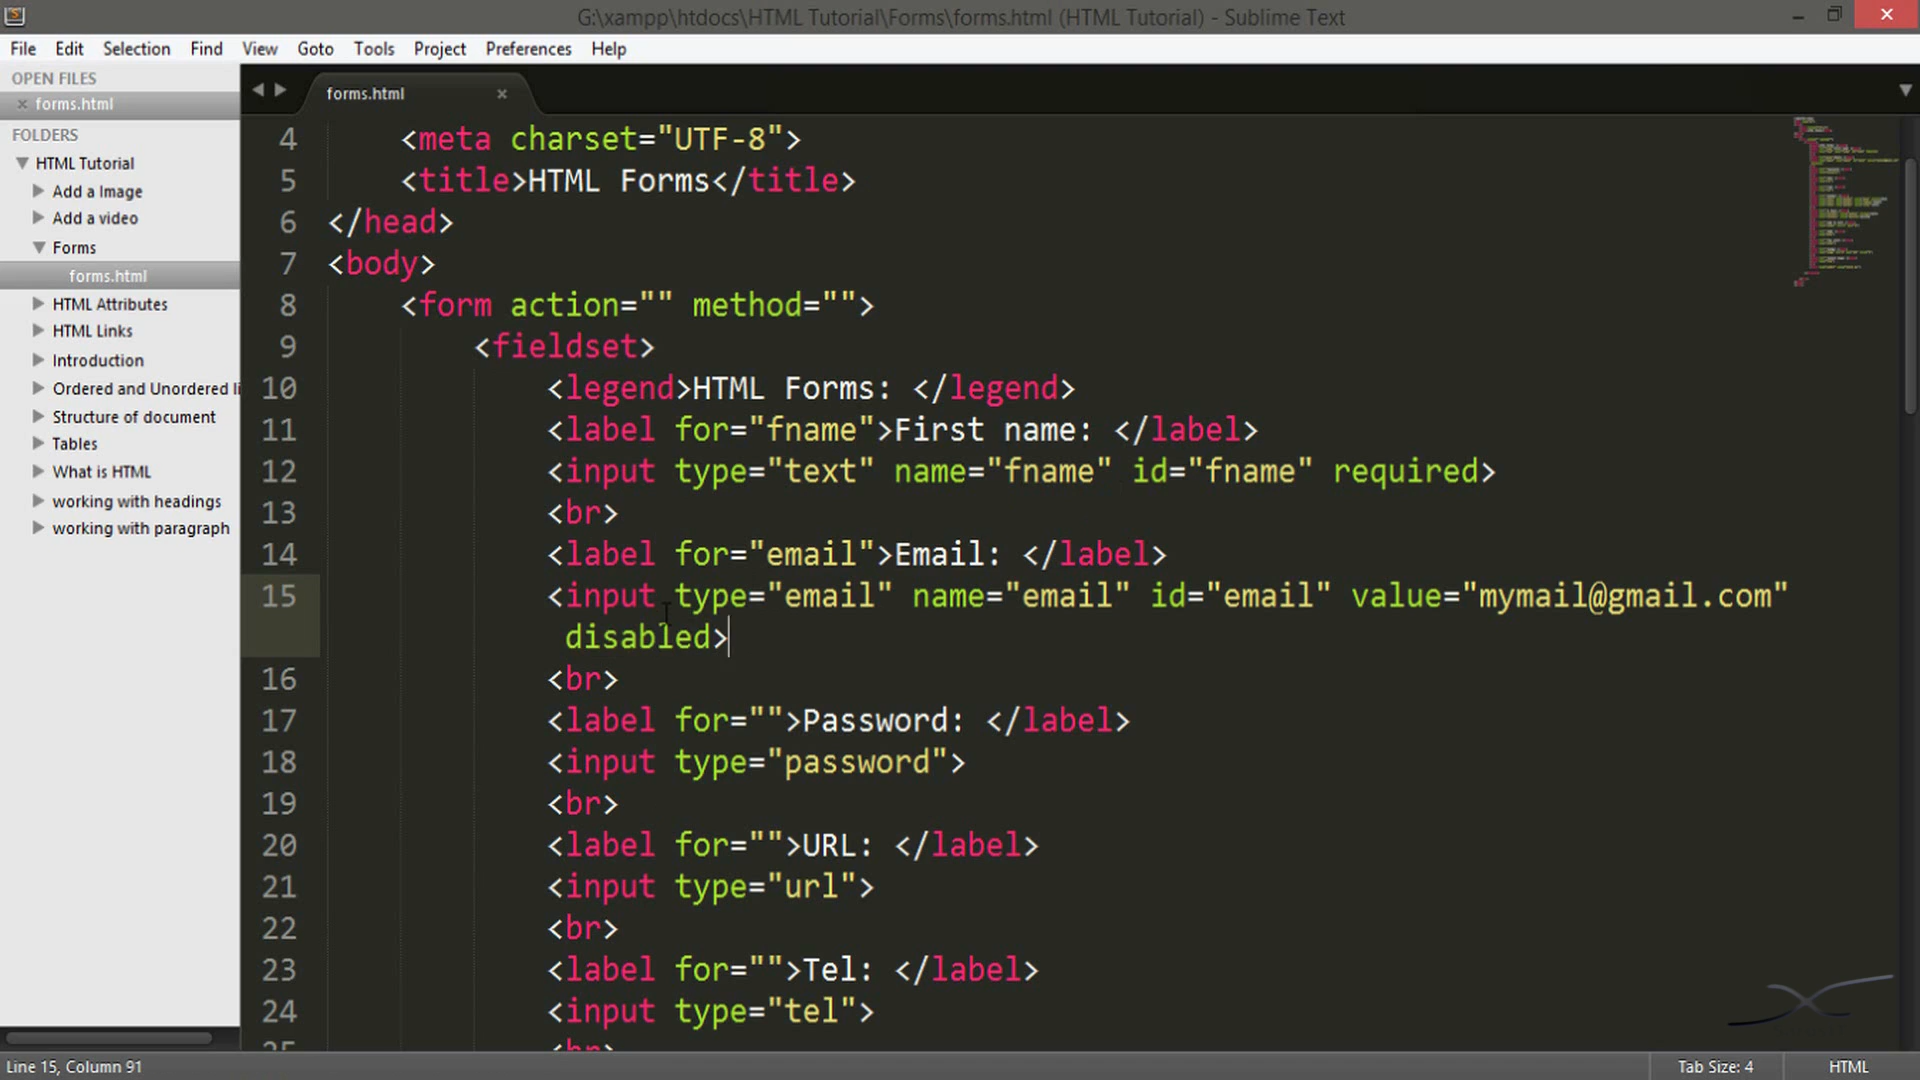 G:\xampp\htdocs\HTML Tutorial\Forms\forms.html (HTML Tutorial) - Sublime Text
File Edit Selection Find View Goto Tools Project Preferences Help
OPEN FILES
forms.html
FOLDERS
HTML Tutorial
Add a Image
Add a video
Forms
forms.html
HTML Attributes
HTML Links
Introduction
Ordered and Unordered li
Structure of document
Tables
What is HTML
working with headings
working with paragraph
forms.html
4 <meta charset="UTF-8">
5 <title>HTML Forms</title>
6 </head>
7 <body>
8 <form action="" method="">
9 <fieldset>
10 <legend>HTML Forms: </legend>
11 <label for="fname">First name: </label>
12 <input type="text" name="fname" id="fname" required>
13 <br>
14 <label for="email">Email: </label>
15 <input type="email" name="email" id="email" value="mymail@gmail.com"
disabled>
16 <br>
17 <label for="">Password: </label>
18 <input type="password">
19 <br>
20 <label for="">URL: </label>
21 <input type="url">
22 <br>
23 <label for="">Tel: </label>
24 <input type="tel">
25 <br>
Line 15, Column 91
Tab Size: 4
HTML